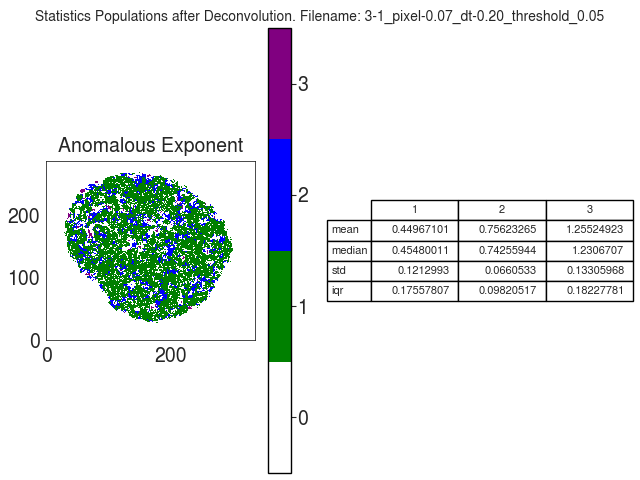 Statistics Populations after Deconvolution. Filename: 3-1_pixel-0.07_dt-0.20_threshold_0.05
Anomalous Exponent
200
100
0
0 200
3
2
1
0
1 2 3
mean 0.44967101 0.75623265 1.25524923
median 0.45480011 0.74255944 1.2306707
std 0.1212993 0.0660533 0.13305968
iqr 0.17557807 0.09820517 0.18227781